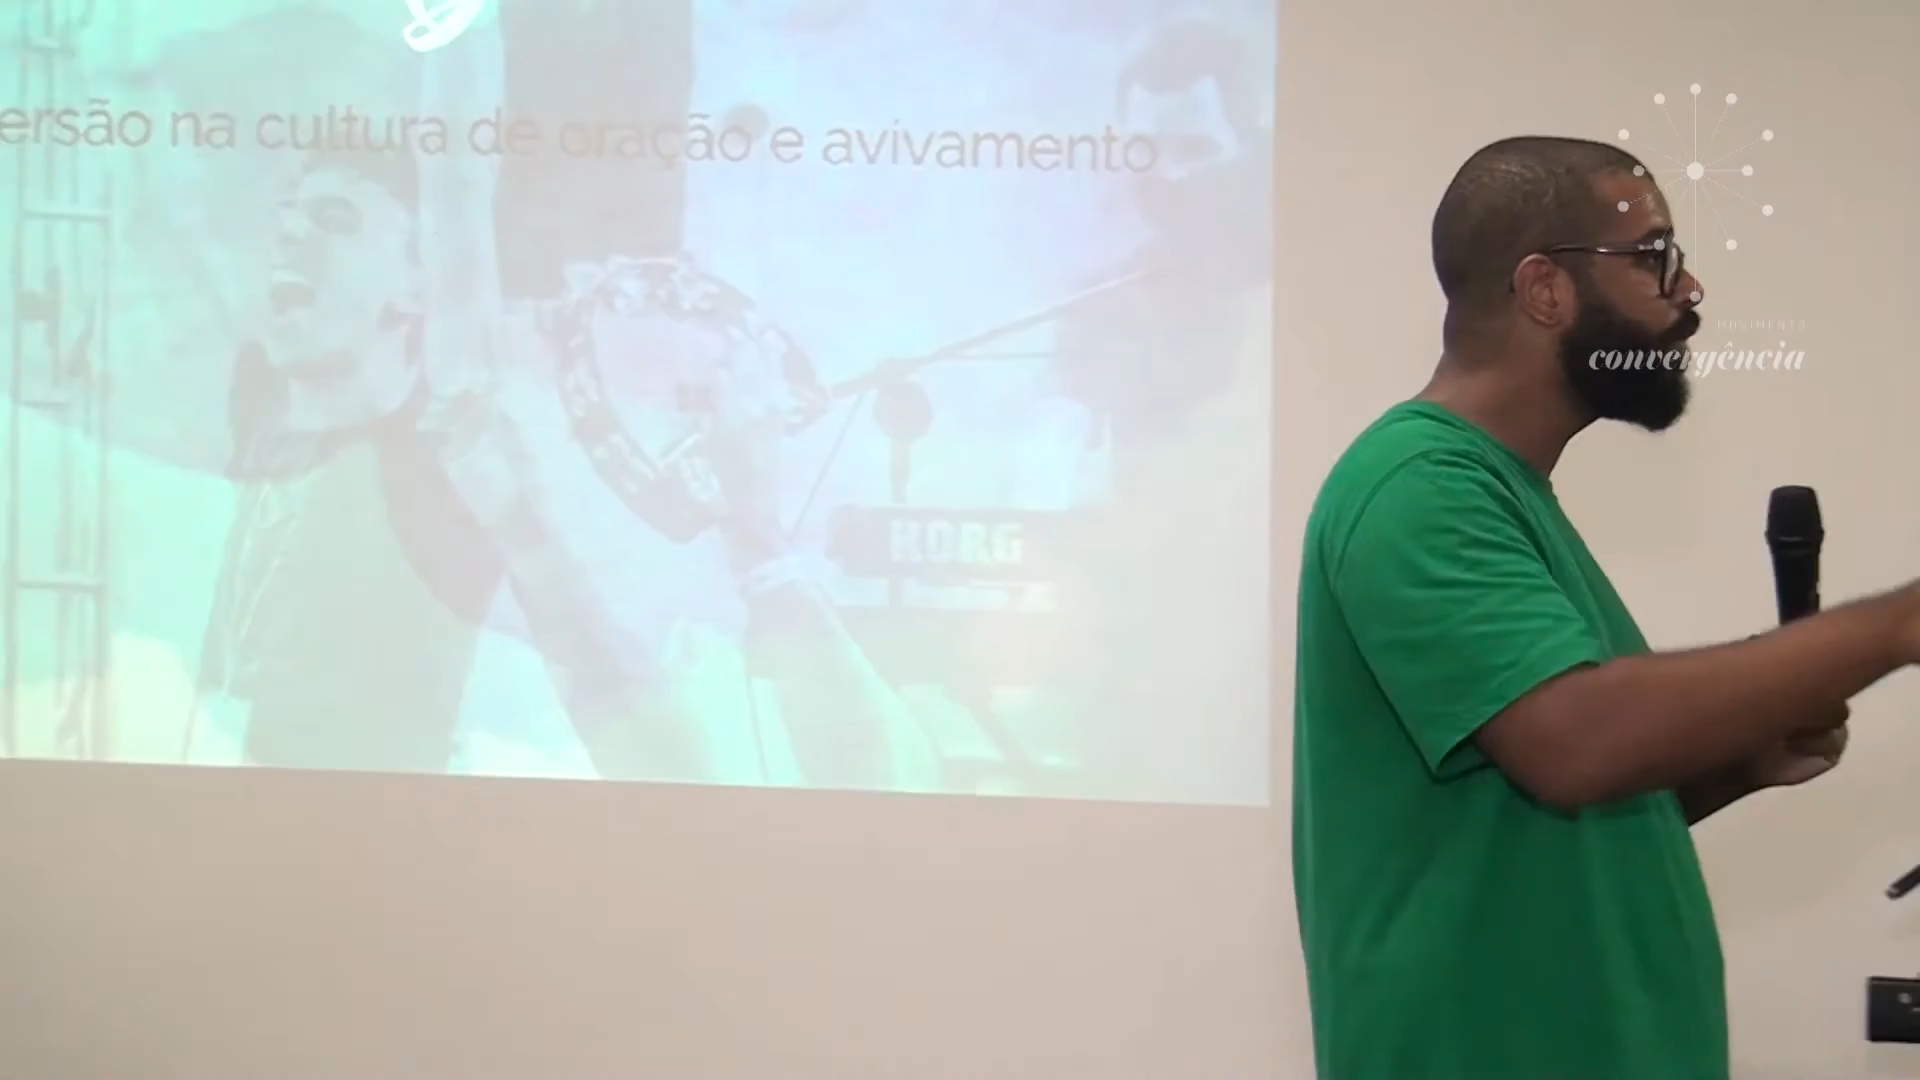 ersão na cultura de oração e avivamento
MOVIMENTO
convergência
KORG